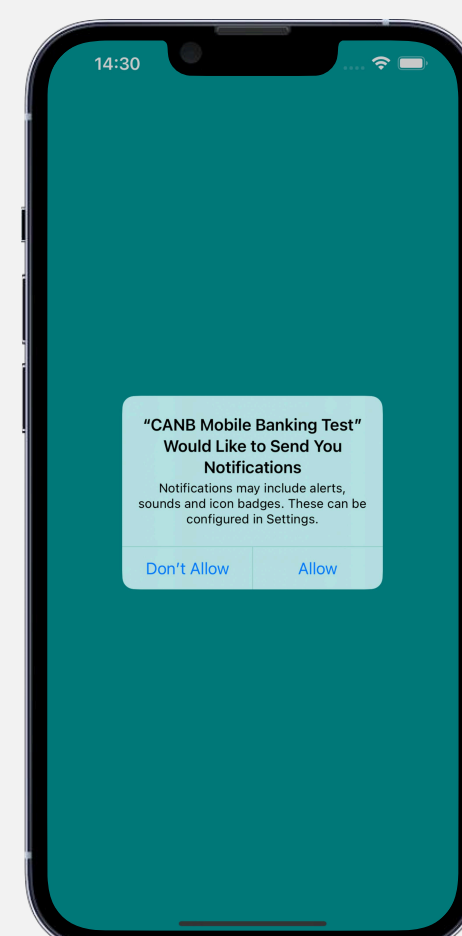 14:30
“CANB Mobile Banking Test”
Would Like to Send You
Notifications
Notifications may include alerts,
sounds and icon badges. These can be
configured in Settings.
Don’t Allow
Allow